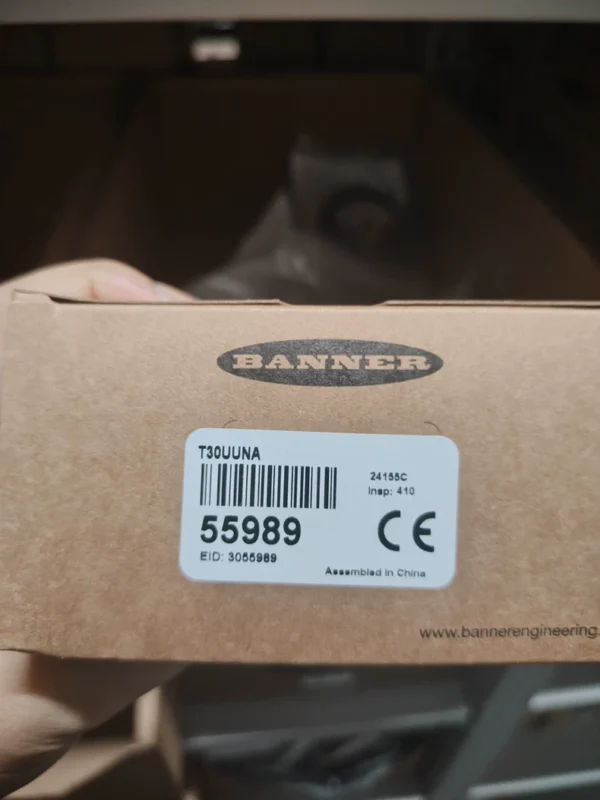 BANNER
T30UUNA
24155C
Insp: 410
55989
EID: 3055989
CE
Assembled in China
www.bannerengineering.